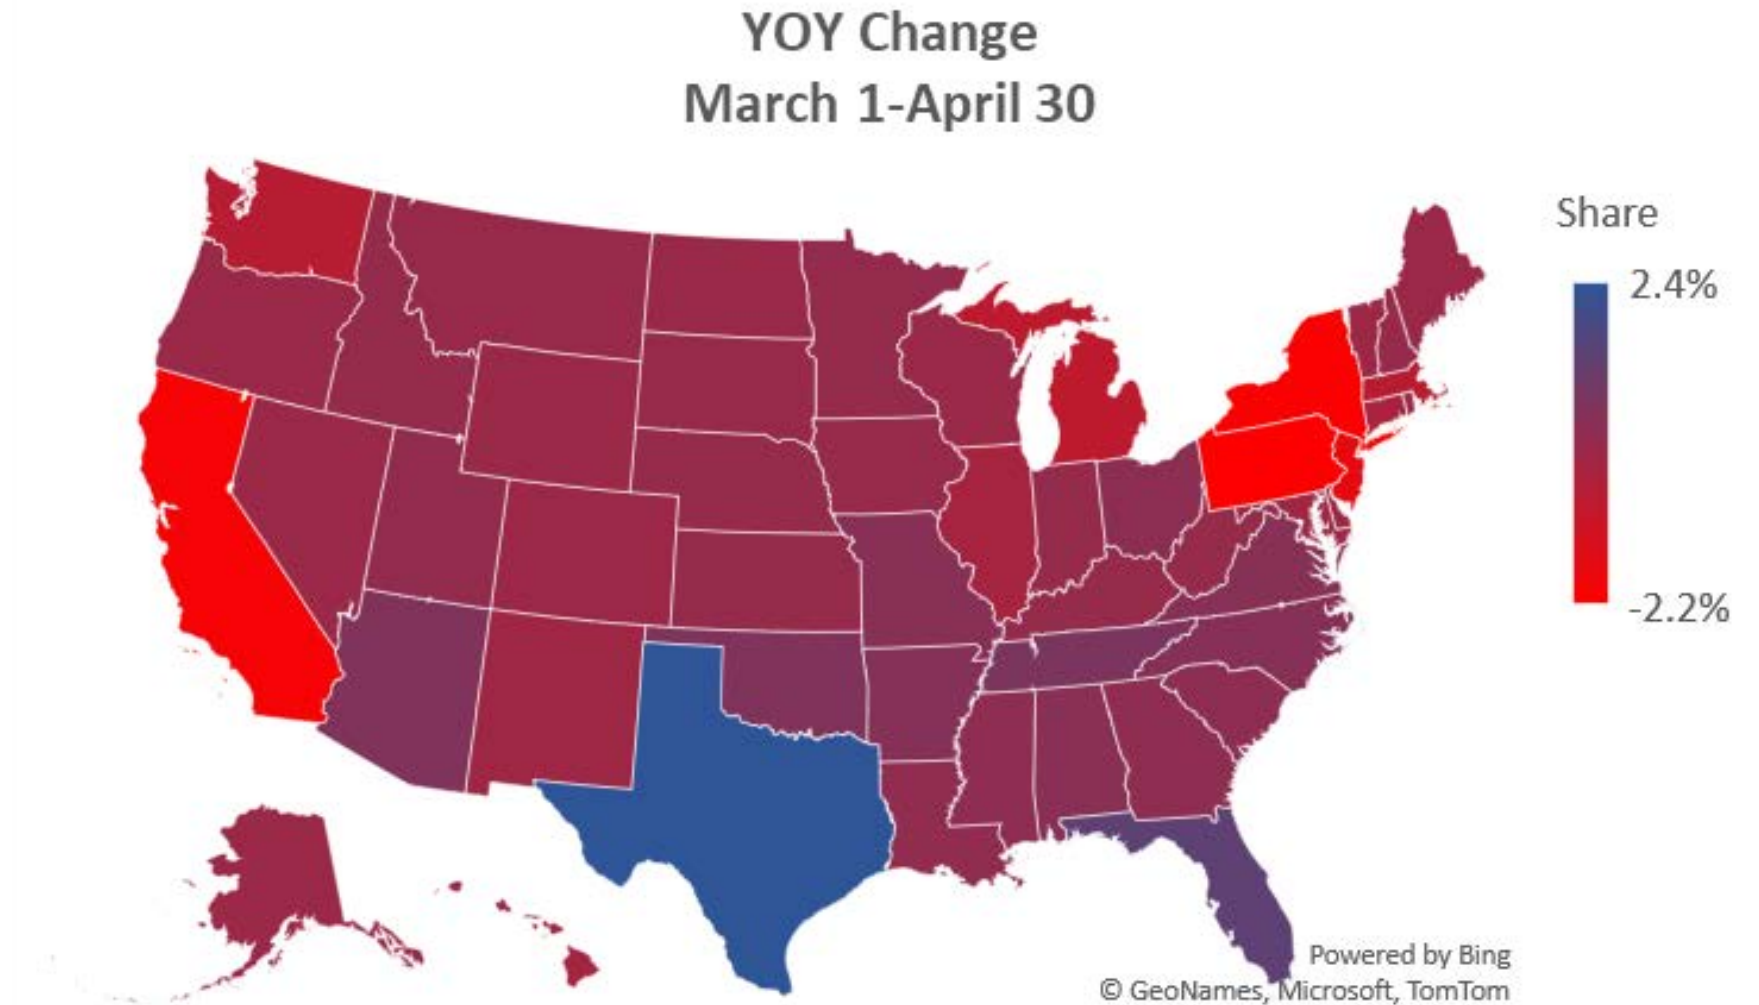 YOY Change
March 1-April 30
Share
2.4%
-2.2%
Powered by Bing
© GeoNames, Microsoft, TomTom